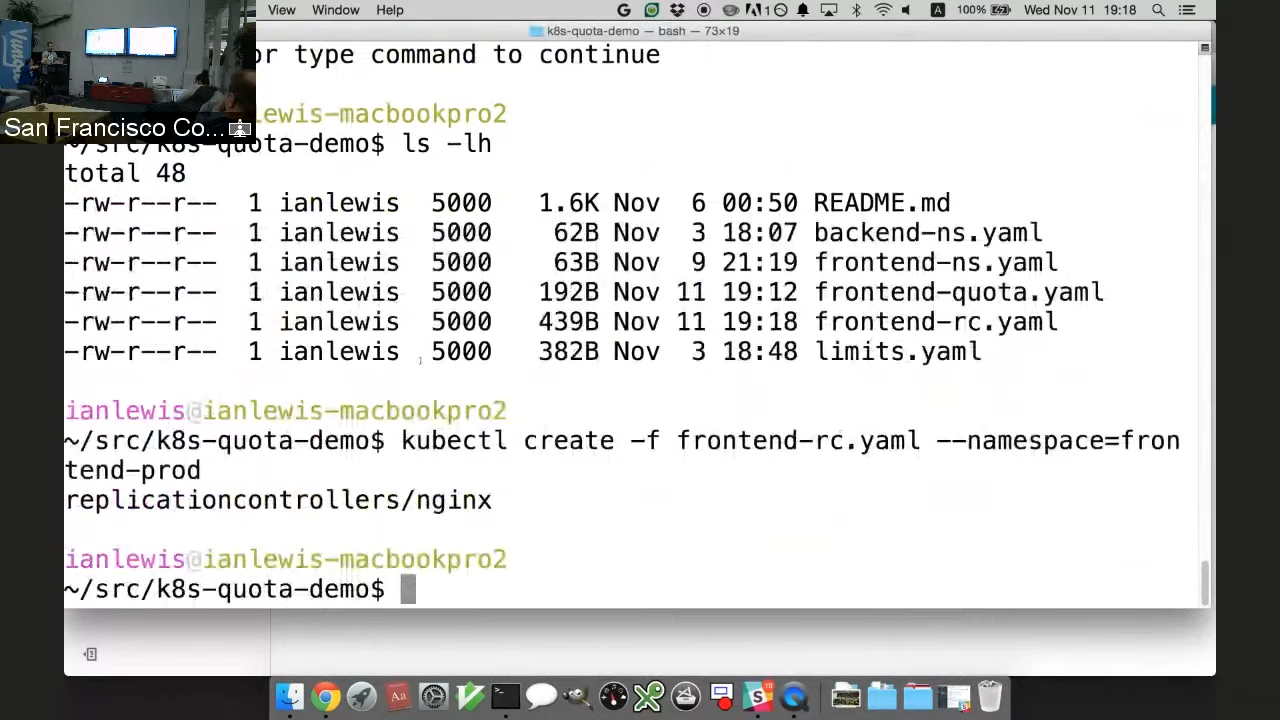 View Window Help
1
100%
Wed Nov 11 19:18
k8s-quota-demo — bash — 73×19
San Francisco Co...
or type command to continue
lewis-macbookpro2
~/src/k8s-quota-demo$ ls -lh
total 48
-rw-r--r-- 1 ianlewis 5000 1.6K Nov 6 00:50 README.md
-rw-r--r-- 1 ianlewis 5000 62B Nov 3 18:07 backend-ns.yaml
-rw-r--r-- 1 ianlewis 5000 63B Nov 9 21:19 frontend-ns.yaml
-rw-r--r-- 1 ianlewis 5000 192B Nov 11 19:12 frontend-quota.yaml
-rw-r--r-- 1 ianlewis 5000 439B Nov 11 19:18 frontend-rc.yaml
-rw-r--r-- 1 ianlewis 5000 382B Nov 3 18:48 limits.yaml
ianlewis@ianlewis-macbookpro2
~/src/k8s-quota-demo$ kubectl create -f frontend-rc.yaml --namespace=fron
tend-prod
replicationcontrollers/nginx
ianlewis@ianlewis-macbookpro2
~/src/k8s-quota-demo$